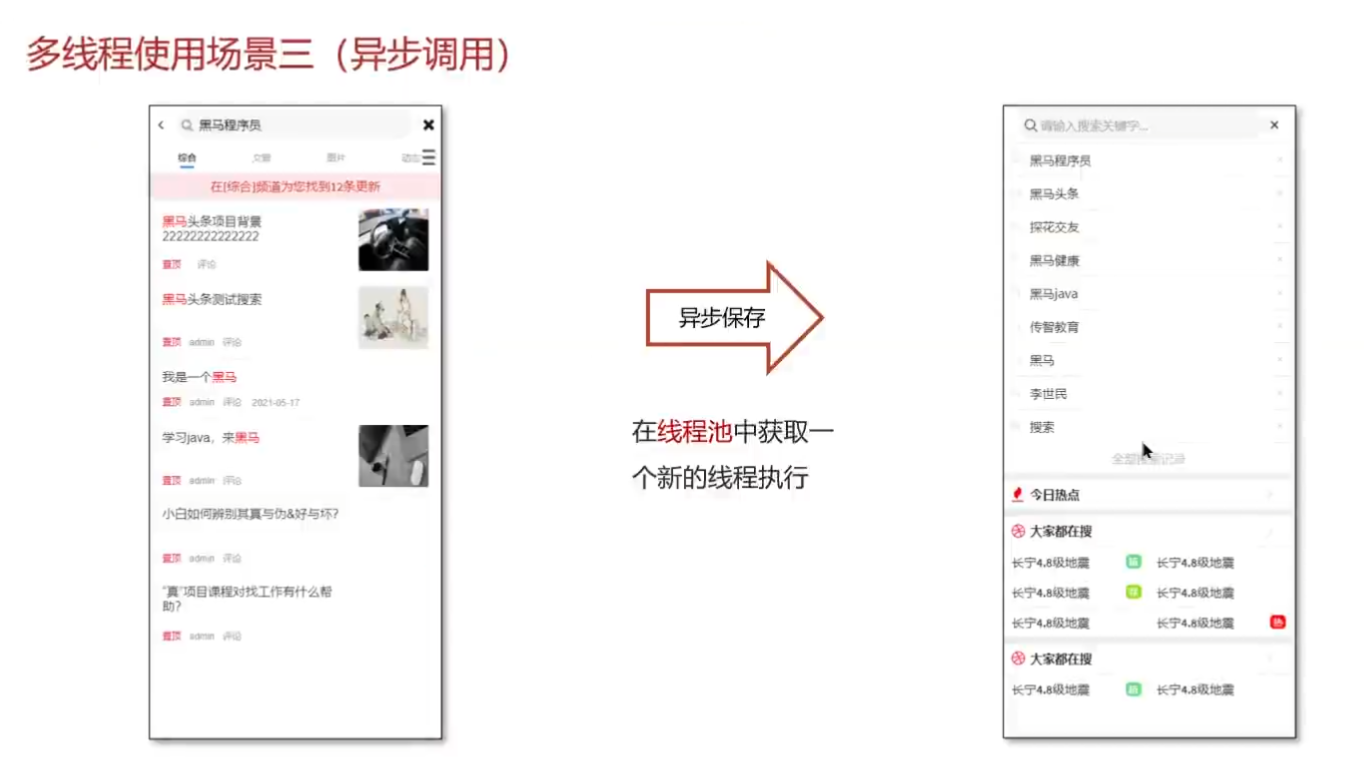 多线程使用场景三（异步调用）
黑马程序员
综合 文章 图片 动态
在[综合]频道为您找到12条更新
黑马头条项目背景
22222222222222
置顶 评论
黑马头条测试搜索
置顶 admin 评论
我是一个黑马
置顶 admin 评论 2021-05-17
学习java，来黑马
置顶 admin 评论
小白如何辨别其真与伪&好与坏？
置顶 admin 评论
“真”项目课程对找工作有什么帮
助？
置顶 admin 评论
异步保存
在线程池中获取一
个新的线程执行
请输入搜索关键字...
黑马程序员
黑马头条
探花交友
黑马健康
黑马java
传智教育
黑马
李世民
搜索
今日热点
大家都在搜
长宁4.8级地震 长宁4.8级地震
长宁4.8级地震 长宁4.8级地震
长宁4.8级地震 长宁4.8级地震 热
大家都在搜
长宁4.8级地震 长宁4.8级地震